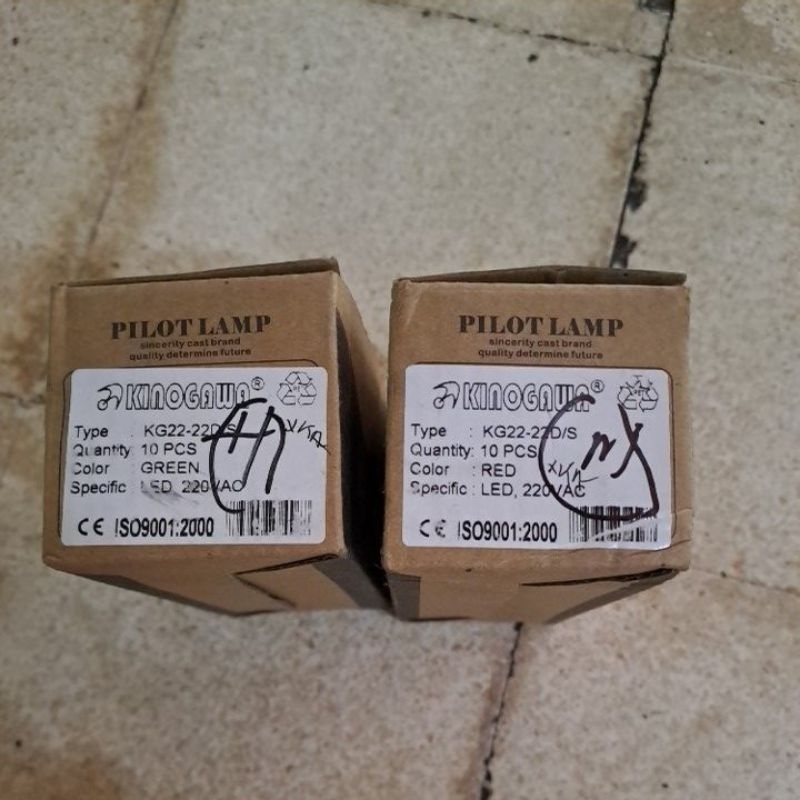 PILOT LAMP
sincerity cast brand
quality determine future
KINOGAWA®
Type : KG22-22D/S
Quantity: 10 PCS
Color : GREEN
Specific : LED, 220VAC
CE ISO9001:2000
H
PILOT LAMP
sincerity cast brand
quality determine future
KINOGAWA®
Type : KG22-22D/S
Quantity: 10 PCS
Color : RED
Specific : LED, 220VAC
CE ISO9001:2000